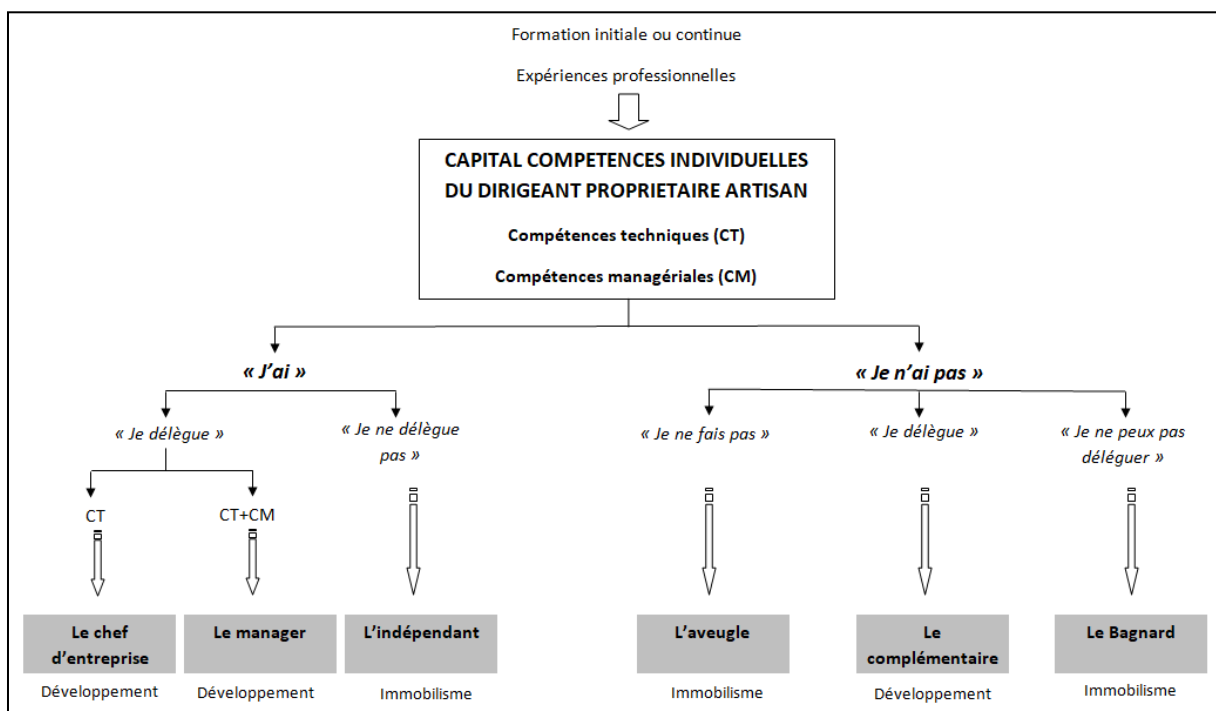 Formation initiale ou continue
Expériences professionnelles
CAPITAL COMPETENCES INDIVIDUELLES
DU DIRIGEANT PROPRIETAIRE ARTISAN
Compétences techniques (CT)
Compétences managériales (CM)
« J'ai »
« Je n'ai pas »
« Je délègue »
« Je ne délègue
pas »
« Je ne fais pas »
« Je délègue »
« Je ne peux pas
déléguer »
CT
CT+CM
Le chef
d'entreprise
Le manager
L'indépendant
L'aveugle
Le
complémentaire
Le Bagnard
Développement
Développement
Immobilisme
Immobilisme
Développement
Immobilisme